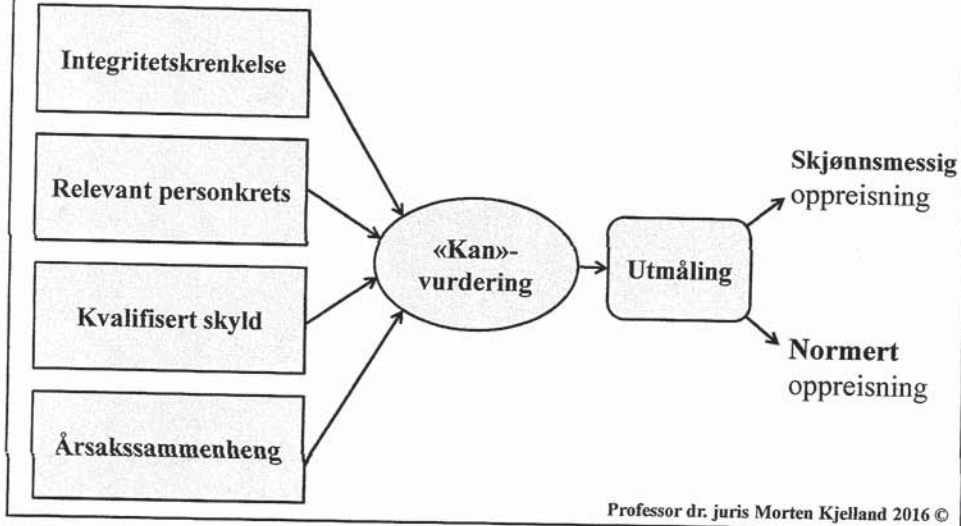 Integritetskrenkelse
Relevant personkrets
Kvalifisert skyld
Årsakssammenheng
«Kan»-
vurdering
Utmåling
Skjønnsmessig
oppreisning
Normert
oppreisning
Professor dr. juris Morten Kjelland 2016 ©